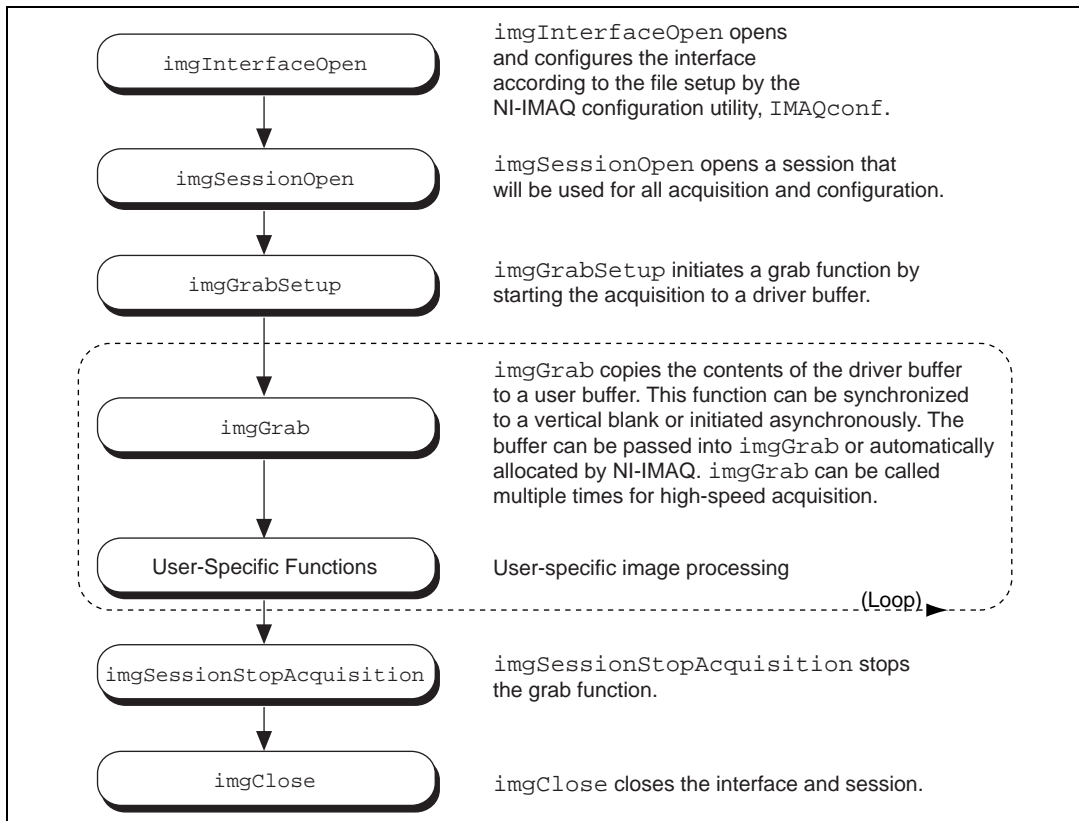 imgInterfaceOpen
imgInterfaceOpen opens
and configures the interface
according to the file setup by the
NI-IMAQ configuration utility, IMAQconf.
imgSessionOpen
imgSessionOpen opens a session that
will be used for all acquisition and configuration.
imgGrabSetup
imgGrabSetup initiates a grab function by
starting the acquisition to a driver buffer.
imgGrab
imgGrab copies the contents of the driver buffer
to a user buffer. This function can be synchronized
to a vertical blank or initiated asynchronously. The
buffer can be passed into imgGrab or automatically
allocated by NI-IMAQ. imgGrab can be called
multiple times for high-speed acquisition.
User-Specific Functions
User-specific image processing
(Loop)
imgSessionStopAcquisition
imgSessionStopAcquisition stops
the grab function.
imgClose
imgClose closes the interface and session.